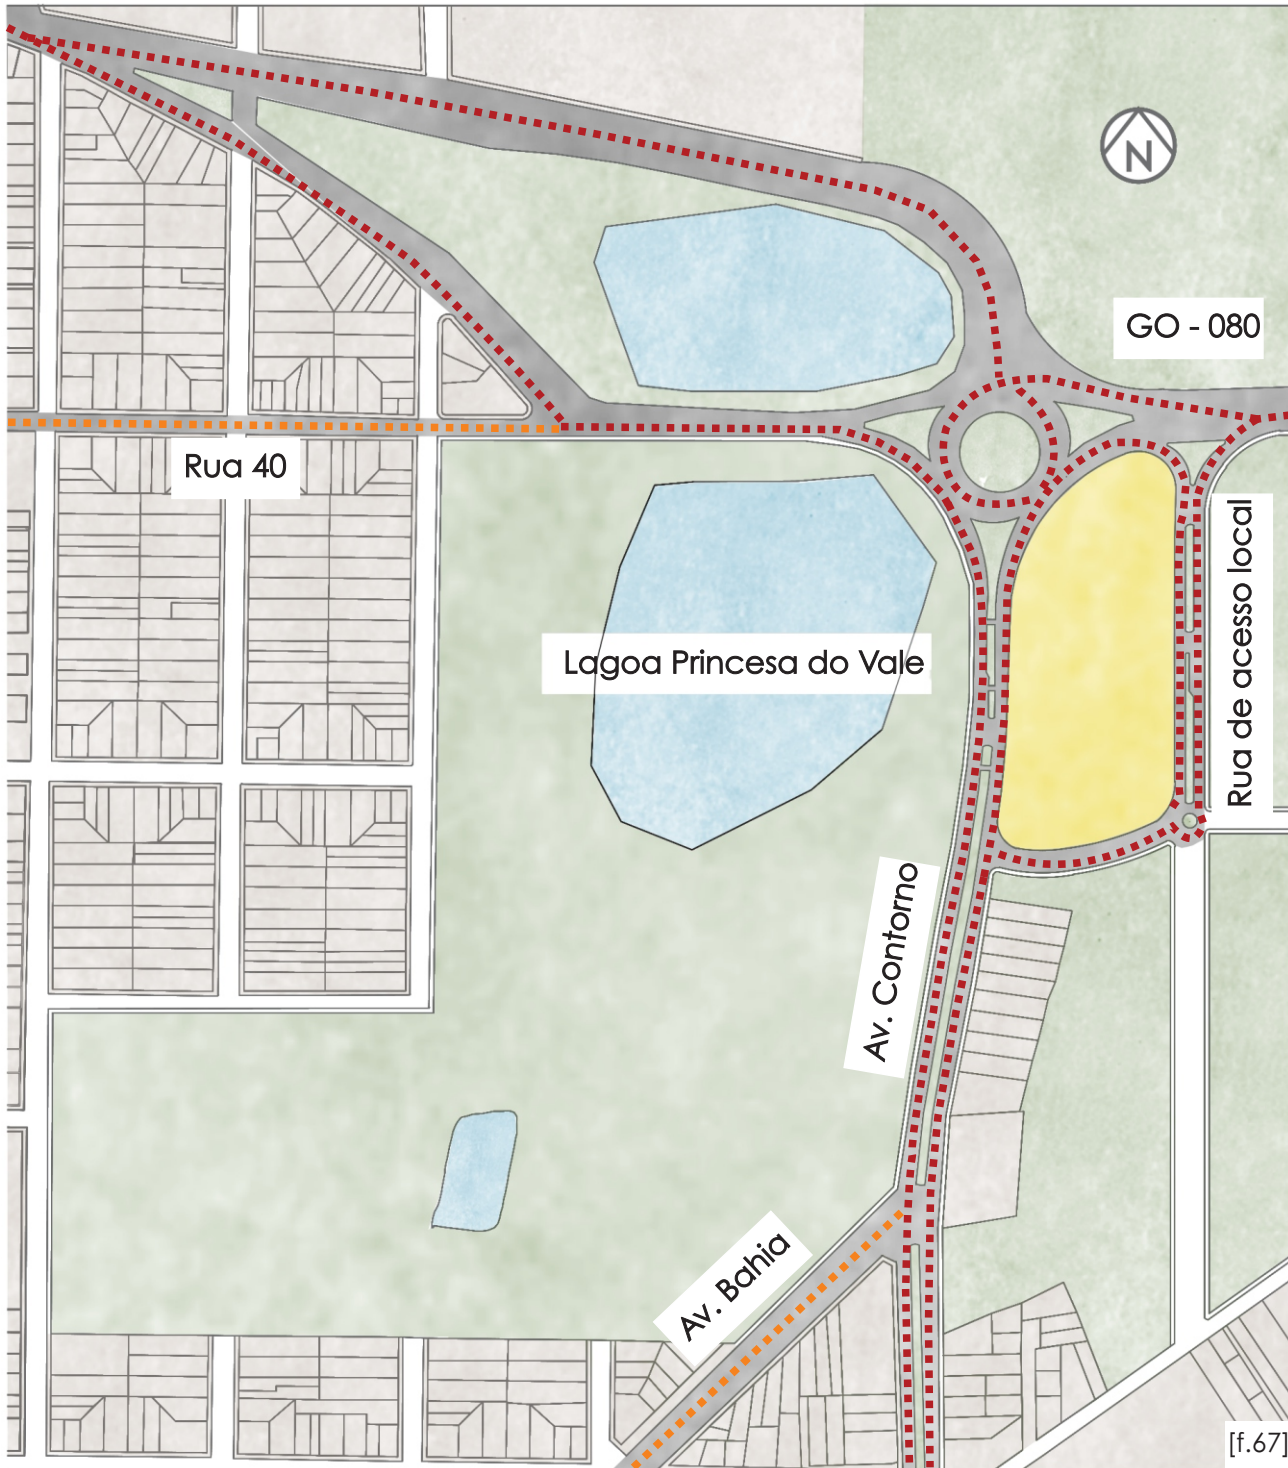 N
GO - 080
Rua 40
Rua de acesso local
Lagoa Princesa do Vale
Av. Contorno
Av. Bahia
[f.67]